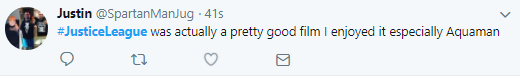 Justin @SpartanManJug · 41s
#JusticeLeague was actually a pretty good film I enjoyed it especially Aquaman